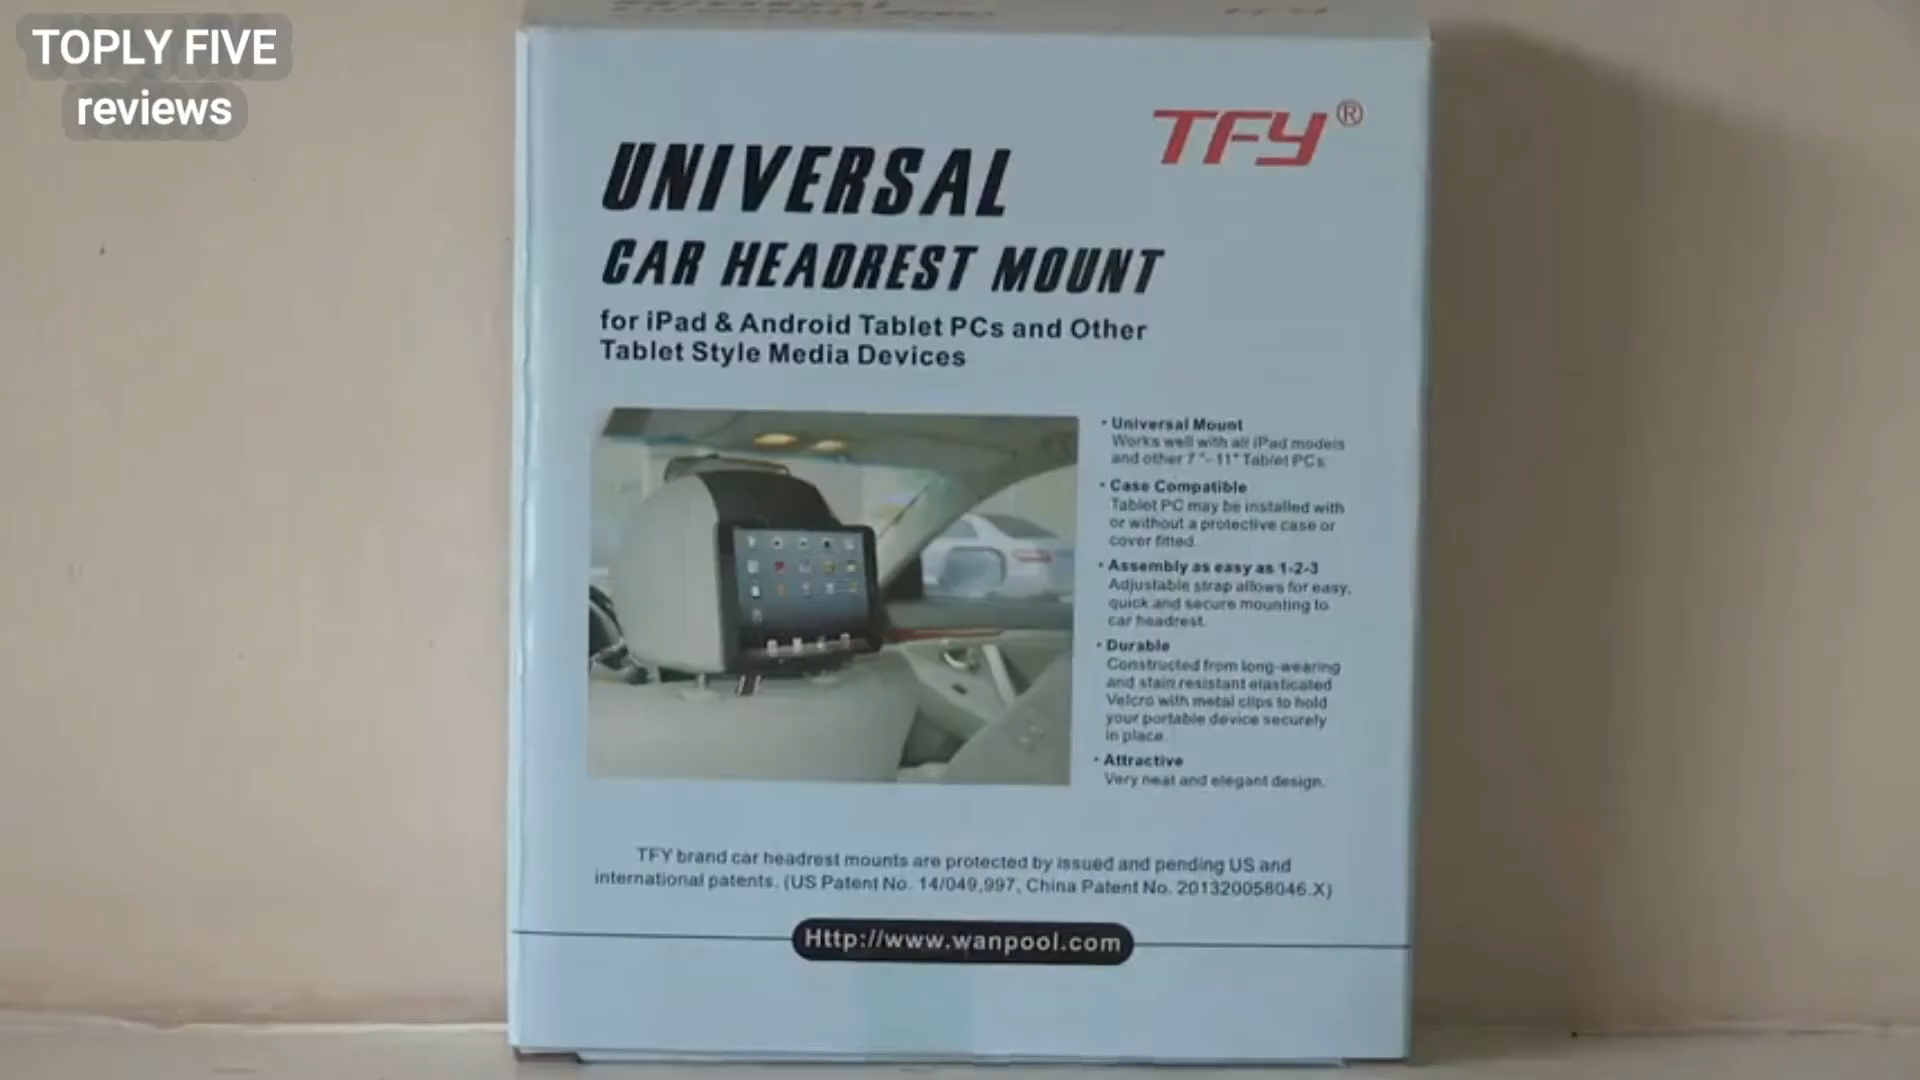 TOPLY FIVE
reviews
TFY®
UNIVERSAL
CAR HEADREST MOUNT
for iPad & Android Tablet PCs and Other
Tablet Style Media Devices
• Universal Mount
Works well with all iPad models
and other 7"-11" Tablet PCs
• Case Compatible
Tablet PC may be installed with
or without a protective case or
cover fitted.
• Assembly as easy as 1-2-3
Adjustable strap allows for easy,
quick and secure mounting to
car headrest.
• Durable
Constructed from long-wearing
and stain resistant elasticated
Velcro with metal clips to hold
your portable device securely
in place.
• Attractive
Very neat and elegant design.
TFY brand car headrest mounts are protected by issued and pending US and
international patents. (US Patent No. 14/049,997, China Patent No. 201320058046.X)
Http://www.wanpool.com